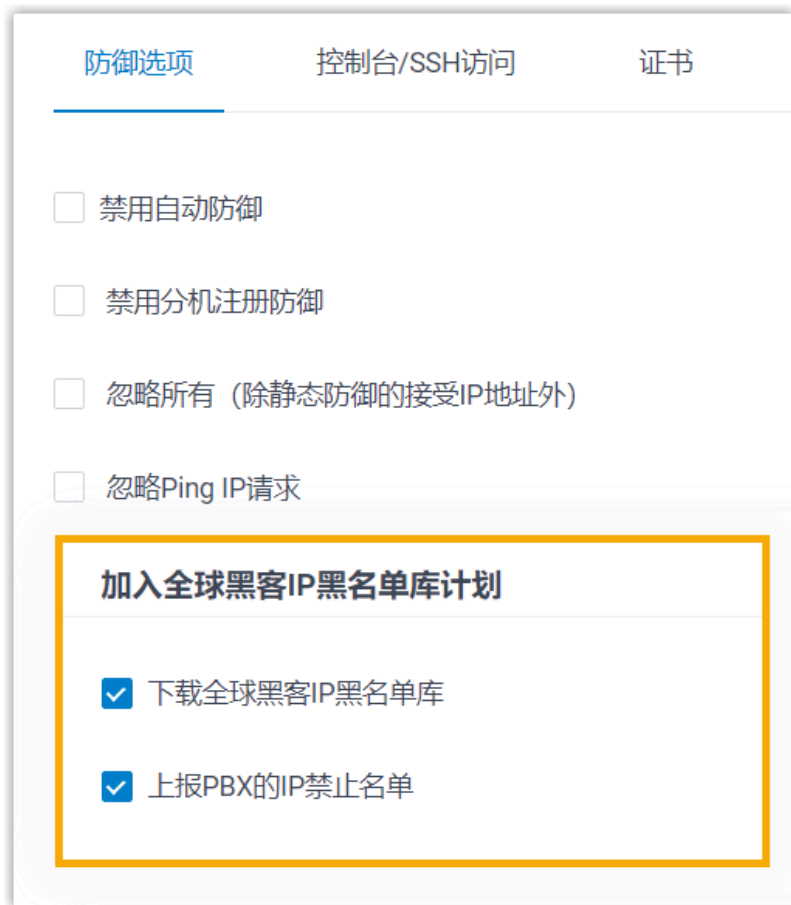 防御选项 控制台/SSH访问 证书
禁用自动防御
禁用分机注册防御
忽略所有（除静态防御的接受IP地址外）
忽略Ping IP请求
加入全球黑客IP黑名单库计划
下载全球黑客IP黑名单库
上报PBX的IP禁止名单